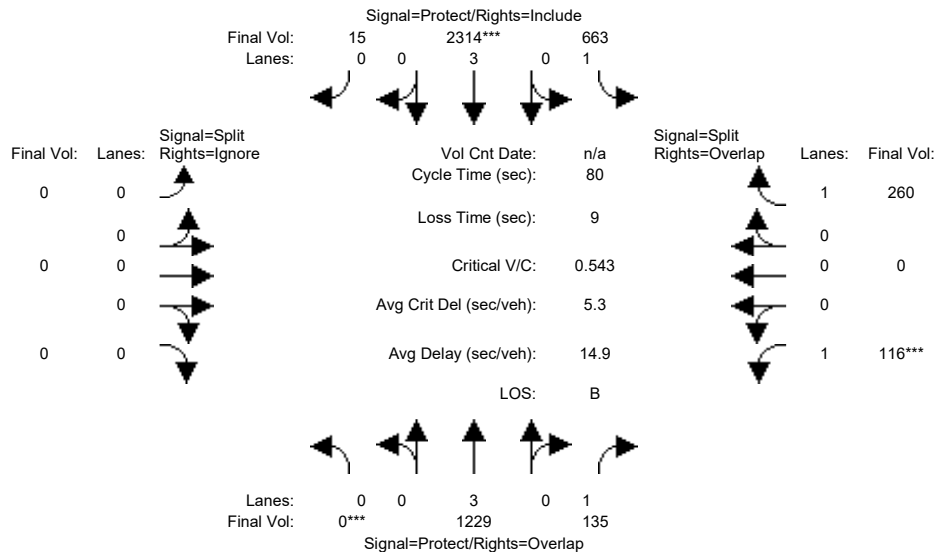 Signal=Protect/Rights=Include
Final Vol: 15 2314*** 663
Lanes: 0 0 3 0 1
Signal=Split Signal=Split
Final Vol: Lanes: Rights=Ignore Vol Cnt Date: n/a Rights=Overlap Lanes: Final Vol:
Cycle Time (sec): 80
0 0 1 260
Loss Time (sec): 9
0 0
0 0 Critical V/C: 0.543 0 0
0 Avg Crit Del (sec/veh): 5.3 0
0 0 Avg Delay (sec/veh): 14.9 1 116***
LOS: B
Lanes: 0 0 3 0 1
Final Vol: 0*** 1229 135
Signal=Protect/Rights=Overlap